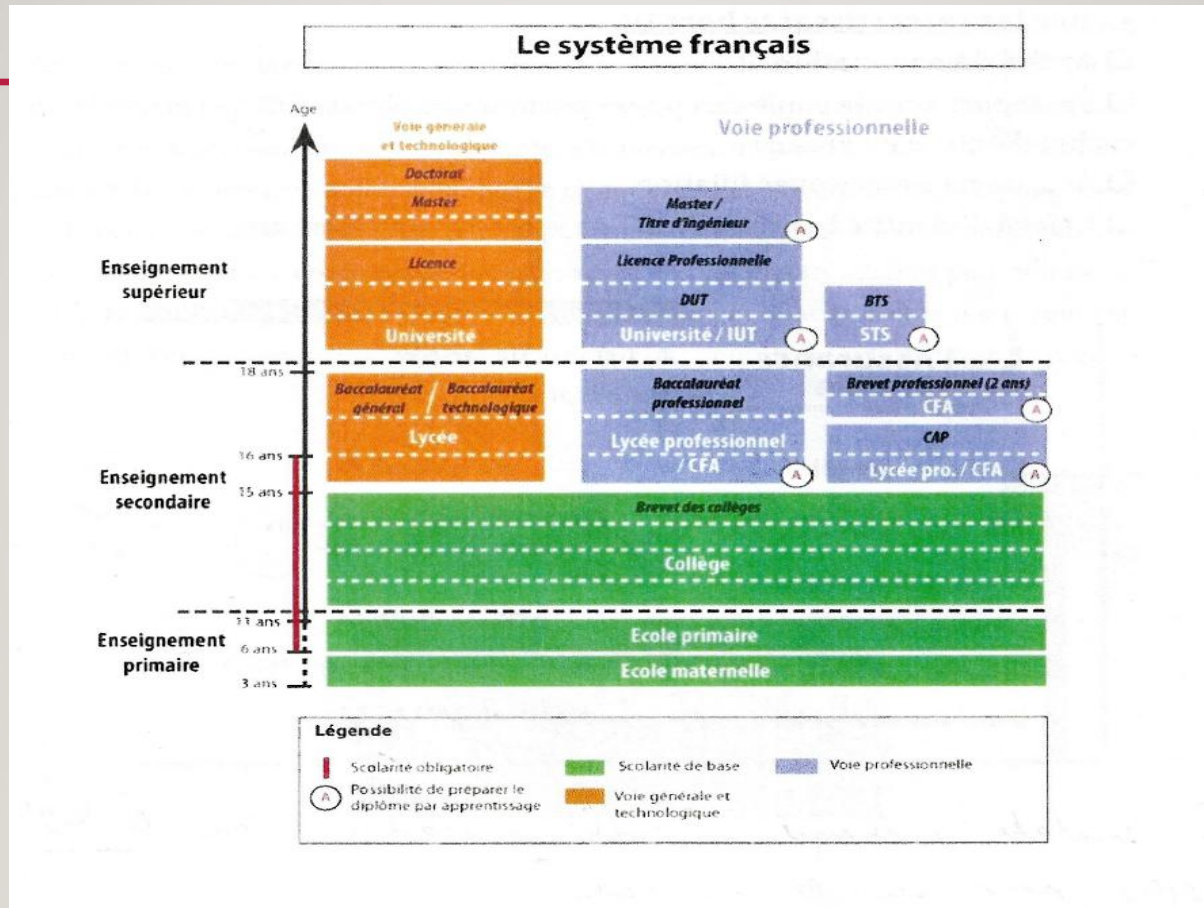 Le système français
Age
Voie générale
et technologique
Voie professionnelle
Doctorat
Master
Licence
Université
Master /
Titre d'ingénieur
A
Licence Professionnelle
DUT
Université / IUT
A
BTS
STS
A
Enseignement
supérieur
18 ans
Baccalauréat
général
/
Baccalauréat
technologique
Lycée
Baccalauréat
professionnel
Lycée professionnel
/ CFA
A
Brevet professionnel (2 ans)
CFA
A
CAP
Lycée pro. / CFA
A
16 ans
Enseignement
secondaire
15 ans
Brevet des collèges
Collège
11 ans
Enseignement
primaire
6 ans
3 ans
Ecole primaire
Ecole maternelle
Légende
Scolarité obligatoire
A
Possibilité de préparer le
diplôme par apprentissage
Scolarité de base
Voie générale et
technologique
Voie professionnelle